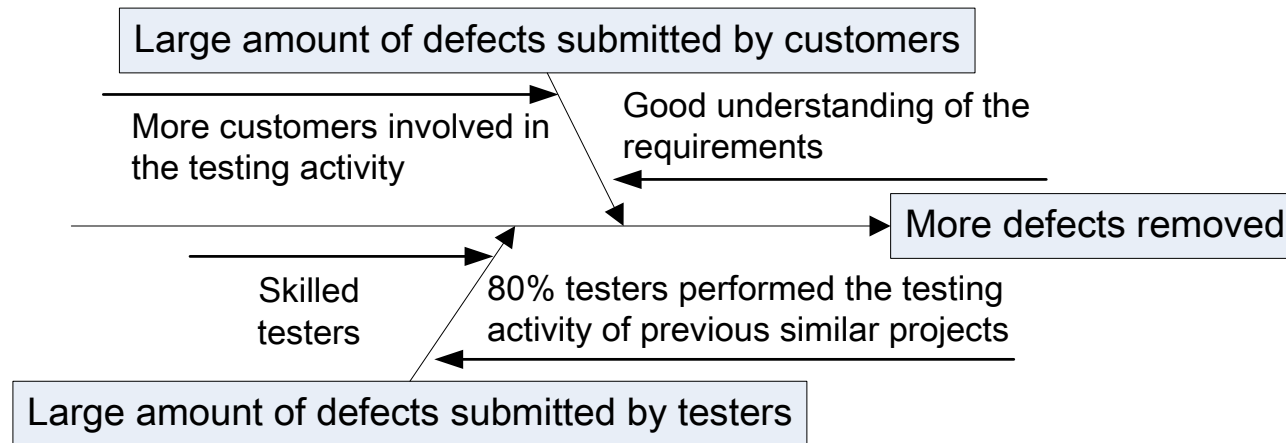 Large amount of defects submitted by customers
More customers involved in
the testing activity
Good understanding of the
requirements
More defects removed
Skilled
testers
80% testers performed the testing
activity of previous similar projects
Large amount of defects submitted by testers